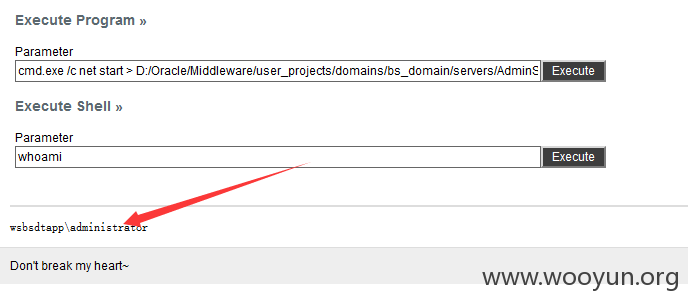 Execute Program »
Parameter
cmd.exe /c net start > D:/Oracle/Middleware/user_projects/domains/bs_domain/servers/AdminS
Execute
Execute Shell »
Parameter
whoami
Execute
wsbsdtapp\administrator
Don't break my heart~
www.wooyun.org